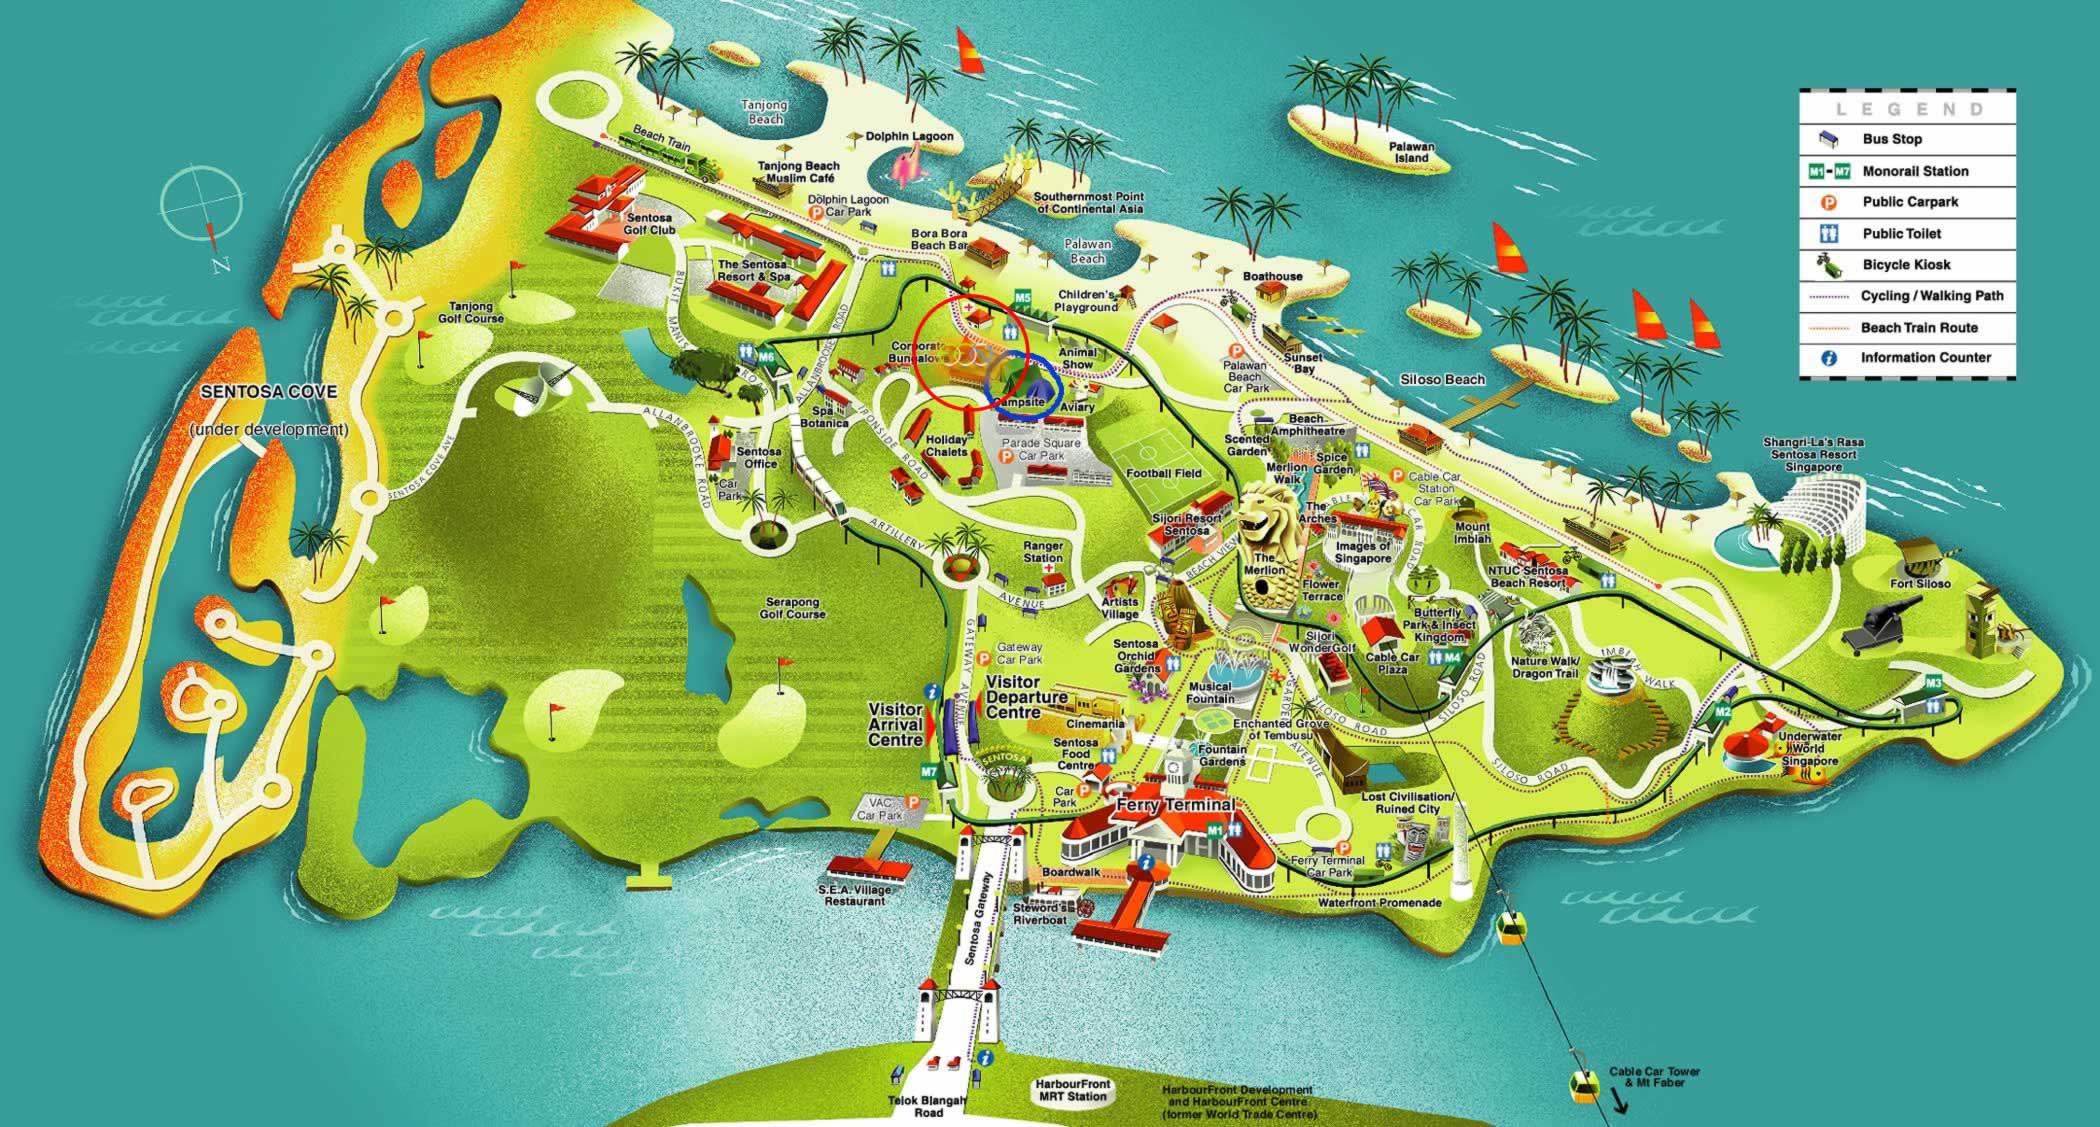 LEGEND
Bus Stop
M1-M7 Monorail Station
P Public Carpark
Public Toilet
Bicycle Kiosk
Cycling / Walking Path
Beach Train Route
i Information Counter
Tanjong
Beach
Beach Train
Dolphin Lagoon
Palawan
Island
Tanjong Beach
Muslim Café
Dolphin Lagoon
P Car Park
Southernmost Point
of Continental Asia
Sentosa
Golf Club
Bora Bora
Beach Bar
Palawan
Beach
N
The Sentosa
Resort & Spa
BUKIT MANIS ROAD
Boathouse
Tanjong
Golf Course
M5
Children's
Playground
ALLANBROOKE ROAD
M6
Animal
Show
P
Palawan
Beach
Car Park
Sunset
Bay
Siloso Beach
SENTOSA COVE
(under development)
Campsite
Aviary
Spa
Botanica
IRONSIDE ROAD
ALLANBROOKE ROAD
SENTOSA COVE AVE
Holiday
Chalets
Parade Square
P Car Park
Football Field
Scented
Garden
Beach
Amphitheatre
Merlion
Walk
Spice
Garden
P Cable Car
Station
Car Park
Shangri-La's Rasa
Sentosa Resort
Singapore
Sentosa
Office
Car
Park
ARTILLERY AVENUE
Sijori Resort
Sentosa
The
Arches
Mount
Imbiah
CABLE CAR ROAD
Images of
Singapore
BEACH VIEW
The
Merlion
Ranger
Station
NTUC Sentosa
Beach Resort
Fort Siloso
Flower
Terrace
Artists
Village
Serapong
Golf Course
Butterfly
Park & Insect
Kingdom
M4
Sijori
WonderGolf
Cable Car
Plaza
Nature Walk/
Dragon Trail
IMBIAH WALK
Gateway
P Car Park
GATEWAY AVENUE
Sentosa
Orchid
Gardens
Musical
Fountain
GARDEN AVENUE
SILOSO ROAD
SILOSO ROAD
SILOSO ROAD
M3
M2
Visitor
Departure
Centre
Visitor
Arrival
Centre
i
Cinemania
Enchanted Grove
of Tembusu
Underwater
World
Singapore
Sentosa
Food
Centre
Fountain
Gardens
SENTOSA
M7
VAC P
Car Park
Car P
Park
Ferry Terminal
M1
Lost Civilisation/
Ruined City
P
Ferry Terminal
Car Park
i
Boardwalk
S.E.A. Village
Restaurant
Steword's
Riverboat
Waterfront Promenade
Sentosa Gateway
i
Telok Blangah
Road
HarbourFront
MRT Station
HarbourFront Development
and HarbourFront Centre
(former World Trade Centre)
Cable Car Tower
& Mt Faber